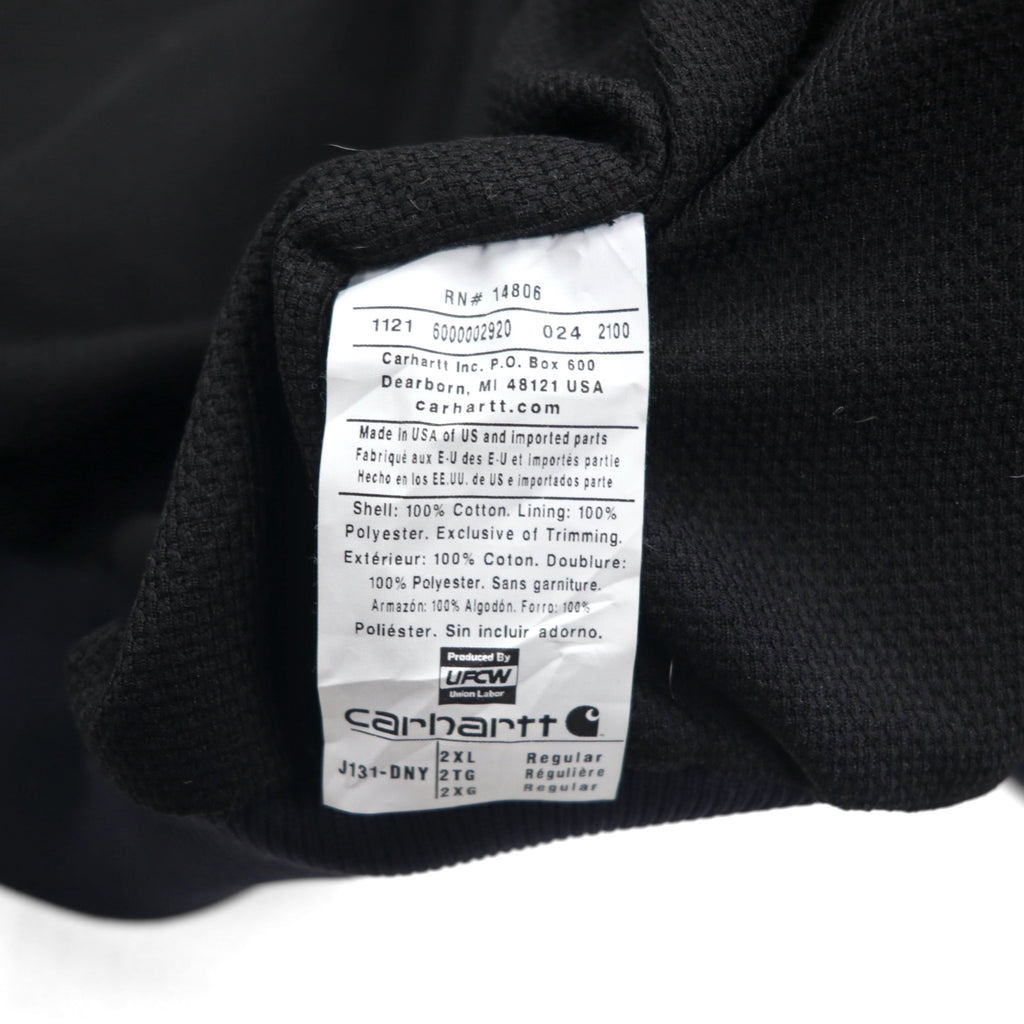 RN# 14806
1121 6000002920 024 2100
Carhartt Inc. P.O. Box 600
Dearborn, MI 48121 USA
carhartt.com
Made in USA of US and imported parts
Fabriqué aux E-U des E-U et importés partie
Hecho en los EE.UU. de US e importados parte
Shell: 100% Cotton. Lining: 100%
Polyester. Exclusive of Trimming.
Extérieur: 100% Coton. Doublure:
100% Polyester. Sans garniture.
Armazón: 100% Algodón. Forro: 100%
Poliéster. Sin incluir adorno.
Produced By
UFCW
Union Labor
carhartt
J131-DNY
2XL Regular
2TG Régulière
2XG Regular